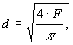 d = √(4 · F / π),